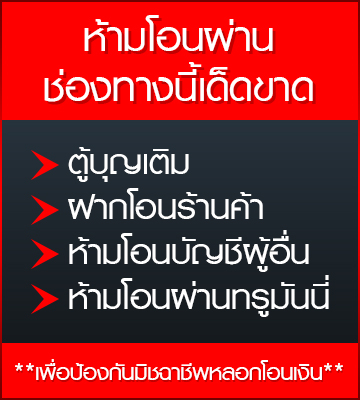 ห้ามโอนผ่าน
ช่องทางนี้เด็ดขาด
ตู้บุญเติม
ฝากโอนร้านค้า
ห้ามโอนบัญชีผู้อื่น
ห้ามโอนผ่านทรูมันนี่
**เพื่อป้องกันมิชฉาชีพหลอกโอนเงิน**